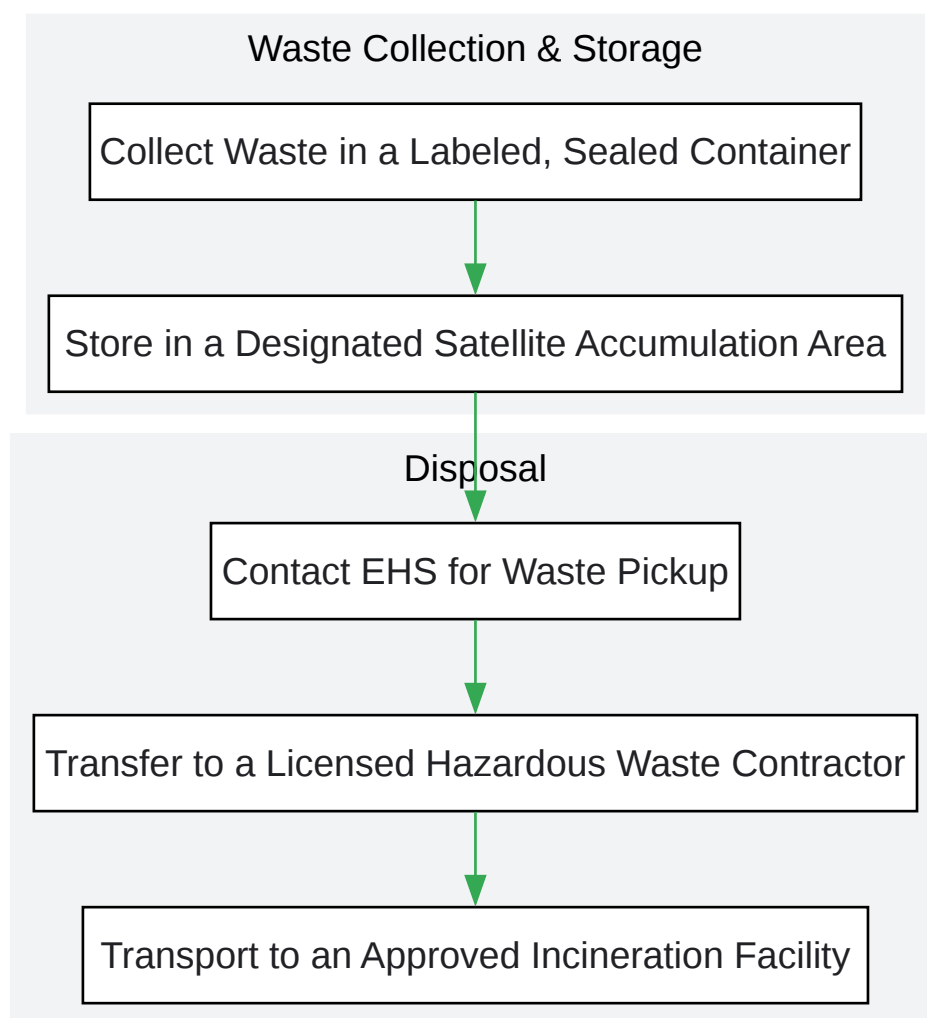 Waste Collection & Storage
Collect Waste in a Labeled, Sealed Container
Store in a Designated Satellite Accumulation Area
Disposal
Contact EHS for Waste Pickup
Transfer to a Licensed Hazardous Waste Contractor
Transport to an Approved Incineration Facility